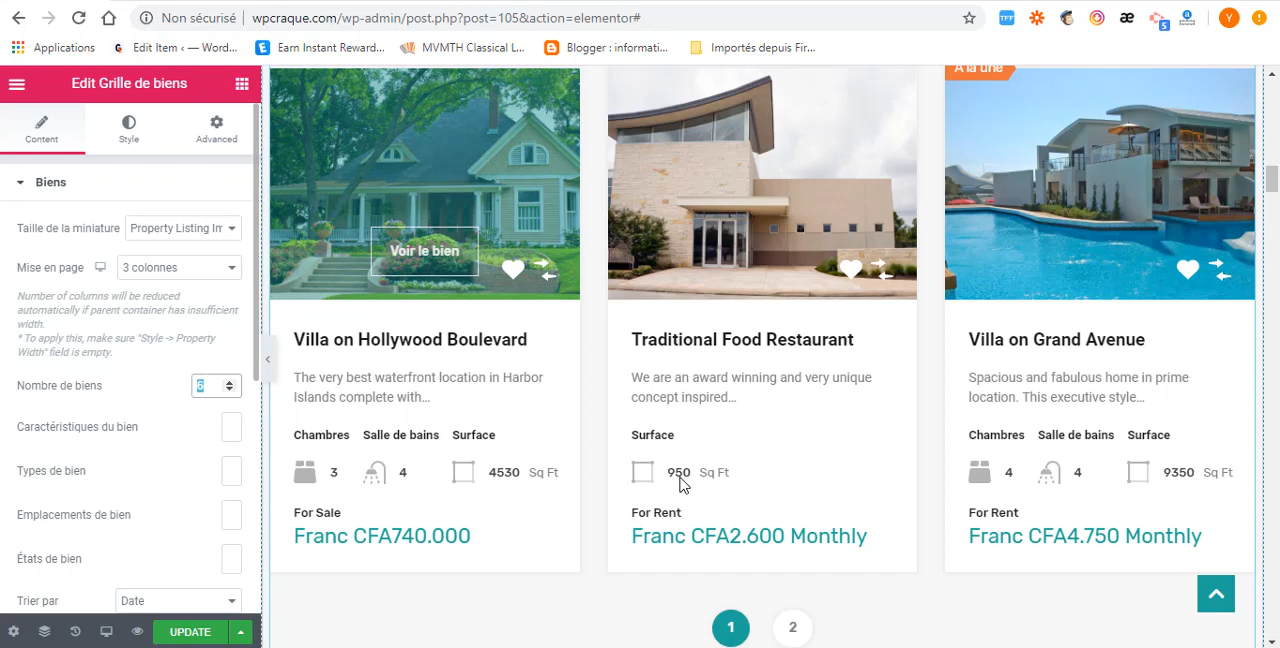 Non sécurisé wpcraque.com/wp-admin/post.php?post=105&action=elementor#
TFF
æ
5
Y
Applications
G Edit Item ‹ — Word...
Earn Instant Reward...
MVMTH Classical L...
Blogger : informati...
Importés depuis Fir...
Edit Grille de biens
Content
Style
Advanced
Biens
Taille de la miniature
Property Listing Im
Mise en page
3 colonnes
Number of columns will be reduced
automatically if parent container has insufficient
width.
* To apply this, make sure "Style -> Property
Width" field is empty.
Nombre de biens
6
Caractéristiques du bien
Types de bien
Emplacements de bien
États de bien
Trier par
Date
UPDATE
Voir le bien
Villa on Hollywood Boulevard
The very best waterfront location in Harbor
Islands complete with...
Chambres Salle de bains Surface
3 4 4530 Sq Ft
For Sale
Franc CFA740.000
Traditional Food Restaurant
We are an award winning and very unique
concept inspired...
Surface
950 Sq Ft
For Rent
Franc CFA2.600 Monthly
A la une
Villa on Grand Avenue
Spacious and fabulous home in prime
location. This executive style...
Chambres Salle de bains Surface
4 4 9350 Sq Ft
For Rent
Franc CFA4.750 Monthly
1 2